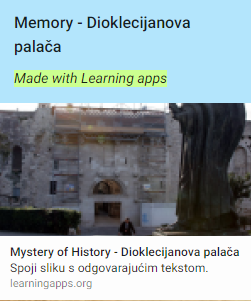 Memory - Dioklecijanova
palača
Made with Learning apps
Mystery of History - Dioklecijanova palača
Spoji sliku s odgovarajućim tekstom.
learningapps.org